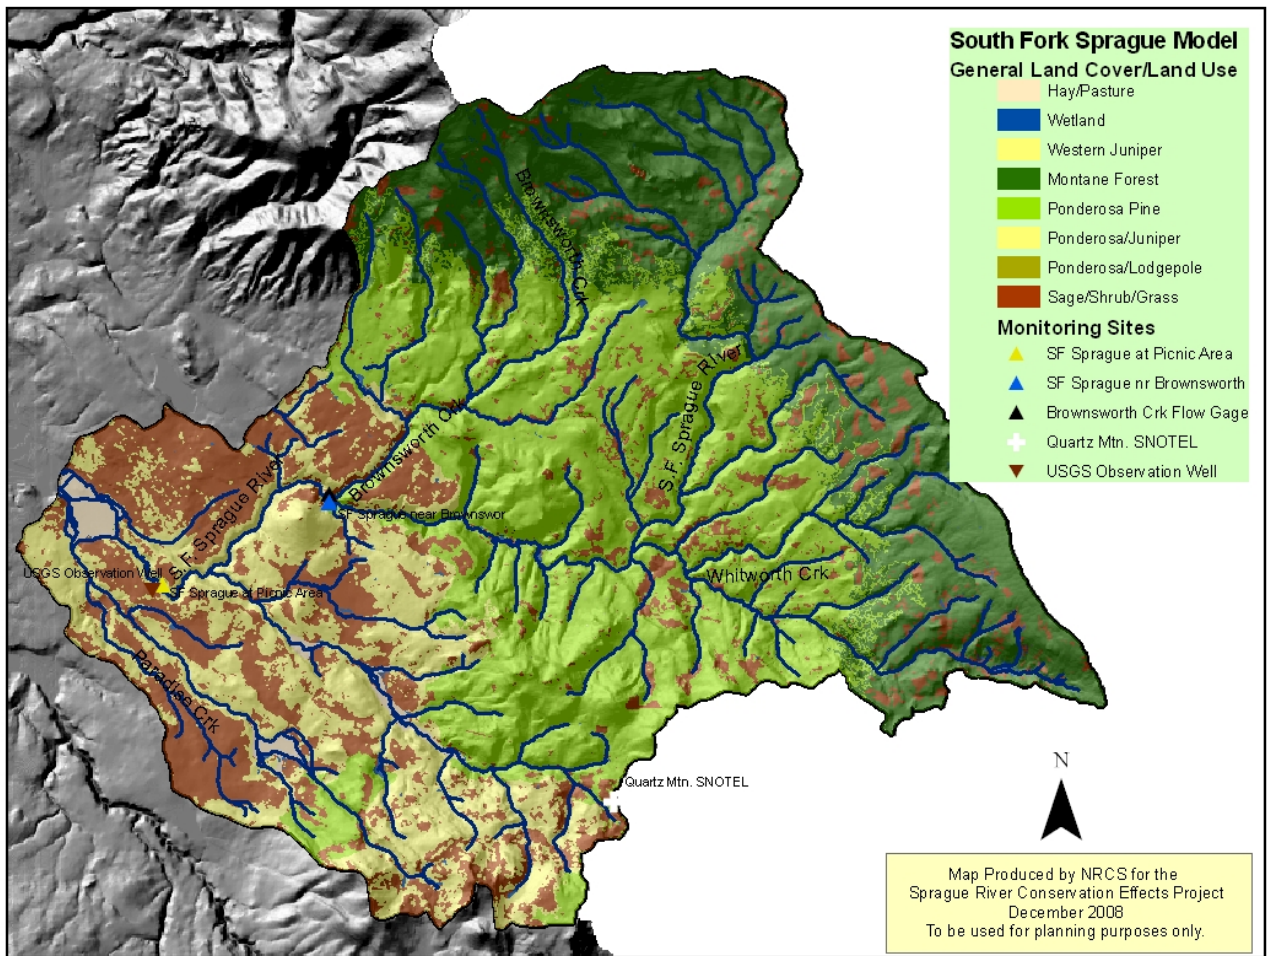 South Fork Sprague Model
General Land Cover/Land Use
Hay/Pasture
Wetland
Western Juniper
Montane Forest
Ponderosa Pine
Ponderosa/Juniper
Ponderosa/Lodgepole
Sage/Shrub/Grass
Monitoring Sites
SF Sprague at Picnic Area
SF Sprague nr Brownsworth
Brownsworth Crk Flow Gage
Quartz Mtn. SNOTEL
USGS Observation Well
Brownsworth Crk
S.F. Sprague River
Brownsworth Crk
S.F. Sprague River
SF Sprague near Brownswor
USGS Observation Well
SF Sprague at Picnic Area
Whitworth Crk
Paradise Crk
Quartz Mtn. SNOTEL
N
Map Produced by NRCS for the
Sprague River Conservation Effects Project
December 2008
To be used for planning purposes only.